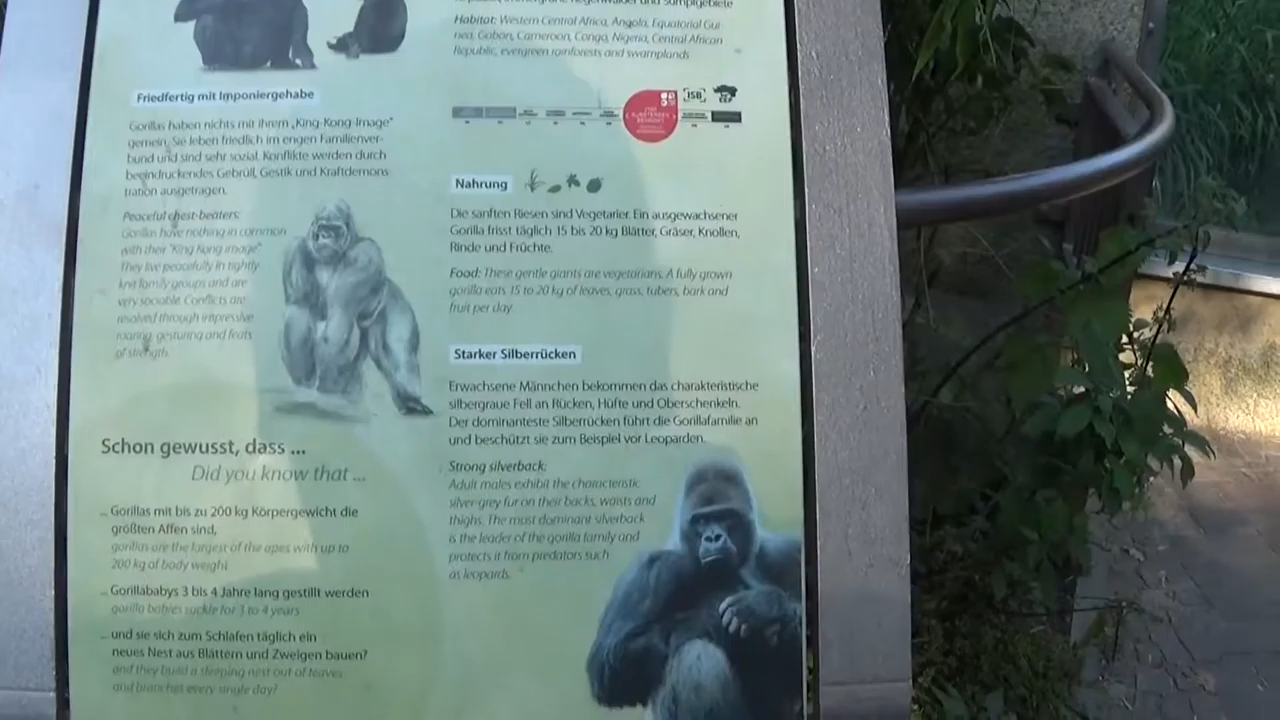 Friedfertig mit Imponiergehabe
Gorillas haben nichts mit ihrem „King-Kong-Image"
gemein. Sie leben friedlich im engen Familienver-
bund und sind sehr sozial. Konflikte werden durch
beeindruckendes Gebrüll, Gestik und Kraftdemons
tration ausgetragen.
Peaceful chest-beaters:
Gorillas have nothing in common
with their "King Kong image"
They live peacefully in tightly
knit family groups and are
very sociable. Conflicts are
resolved through impressive
roaring, gesturing and feats
of strength.
Schon gewusst, dass ...
Did you know that ...
... Gorillas mit bis zu 200 kg Körpergewicht die
größten Affen sind,
gorillas are the largest of the apes with up to
200 kg of body weight
... Gorillababys 3 bis 4 Jahre lang gestillt werden
gorilla babies suckle for 3 to 4 years
... und sie sich zum Schlafen täglich ein
neues Nest aus Blättern und Zweigen bauen?
and they build a sleeping nest out of leaves
and branches every single day?
Regenwälder und Sumpfgebiete
Habitat: Western Central Africa, Angola, Equatorial Gui-
nea, Gabon, Cameroon, Congo, Nigeria, Central African
Republic, evergreen rainforests and swamplands
ISB
EEP
Nahrung
Die sanften Riesen sind Vegetarier. Ein ausgewachsener
Gorilla frisst täglich 15 bis 20 kg Blätter, Gräser, Knollen,
Rinde und Früchte.
Food: These gentle giants are vegetarians. A fully grown
gorilla eats 15 to 20 kg of leaves, grass, tubers, bark and
fruit per day.
Starker Silberrücken
Erwachsene Männchen bekommen das charakteristische
silbergraue Fell an Rücken, Hüfte und Oberschenkeln.
Der dominanteste Silberrücken führt die Gorillafamilie an
und beschützt sie zum Beispiel vor Leoparden.
Strong silverback:
Adult males exhibit the characteristic
silver-grey fur on their backs, waists and
thighs. The most dominant silverback
is the leader of the gorilla family and
protects it from predators such
as leopards.